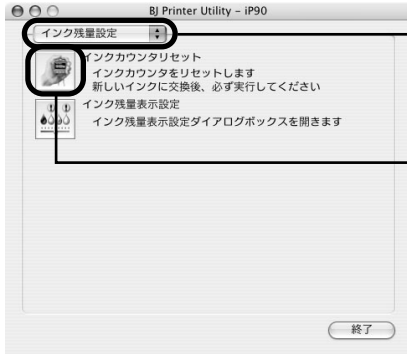 BJ Printer Utility – iP90
インク残量設定
インクカウンタリセット
インクカウンタをリセットします
新しいインクに交換後、必ず実行してください
インク残量表示設定
インク残量表示設定ダイアログボックスを開きます
終了